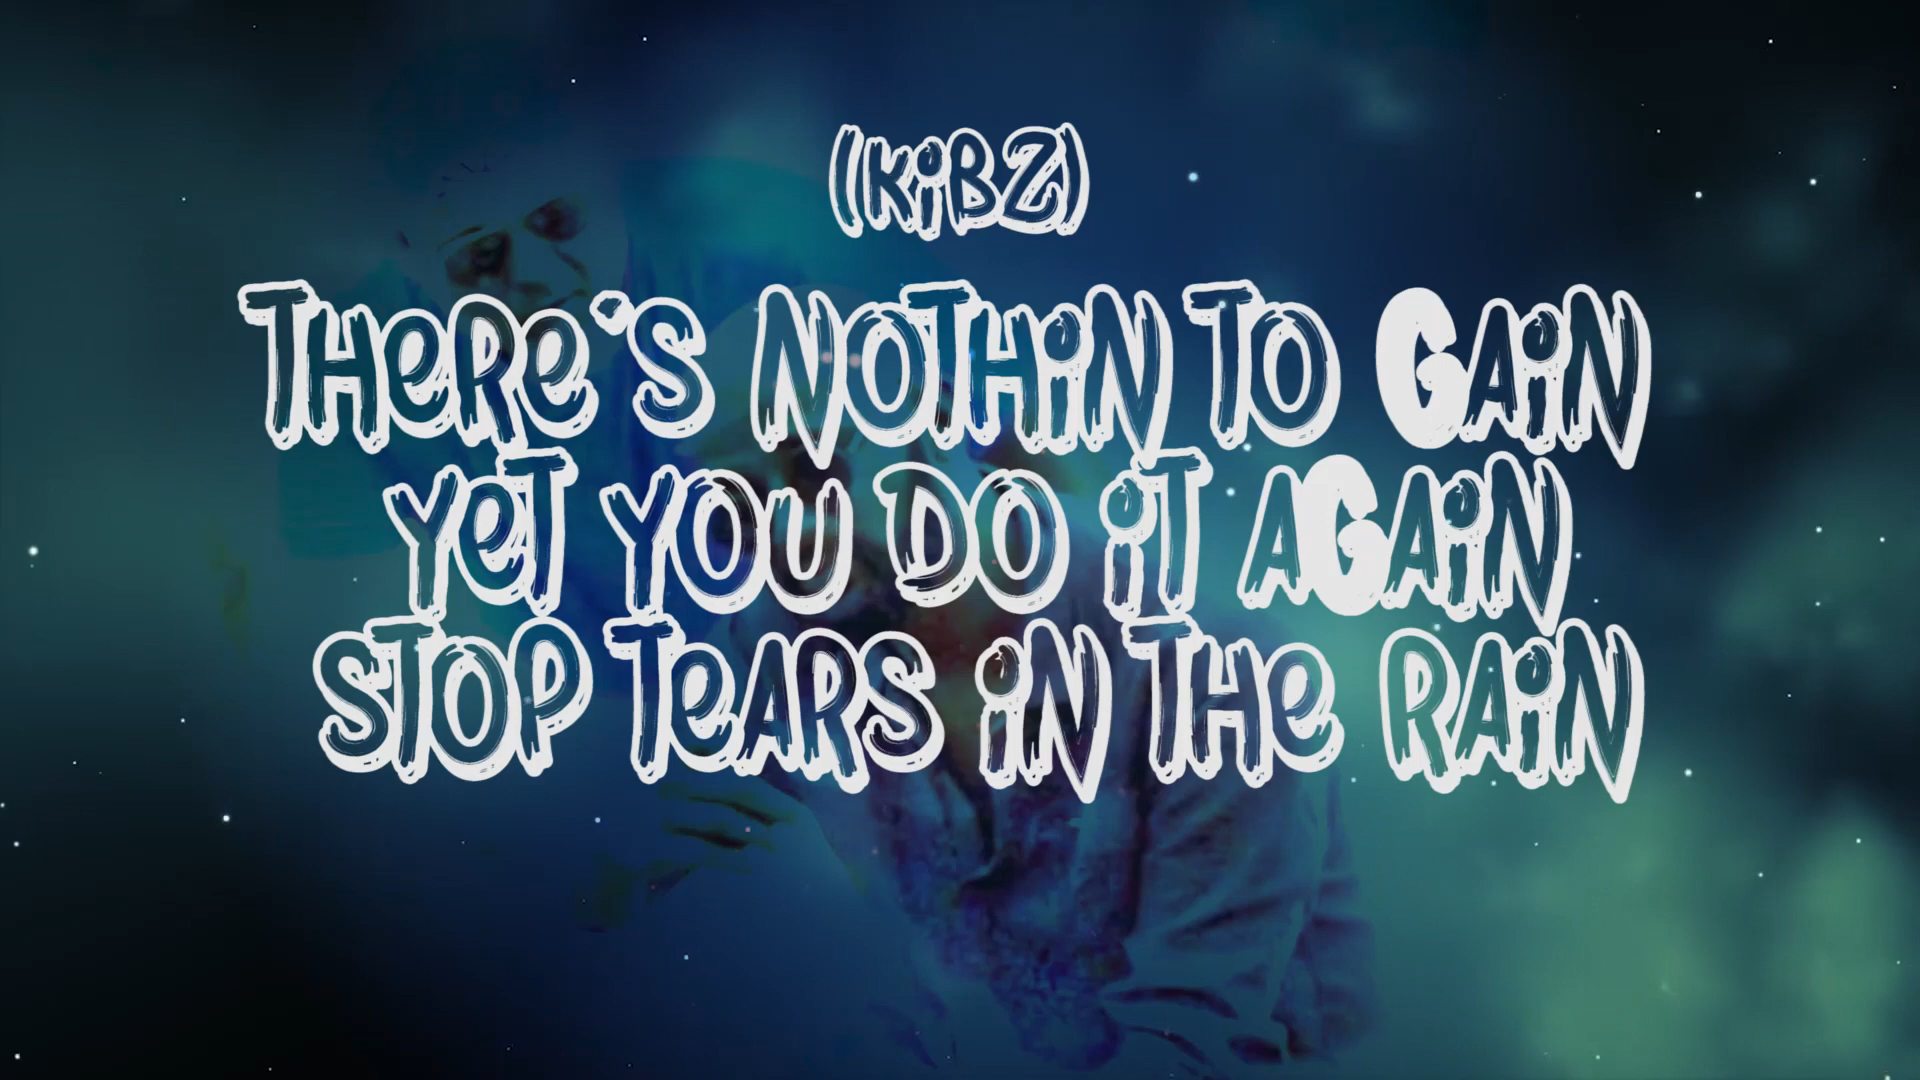 (KiBZ)
THeRe'S NOTHiN TO GAiN
YeT YOU DO iT AGAiN
STOP TeARS iN THe RAiN